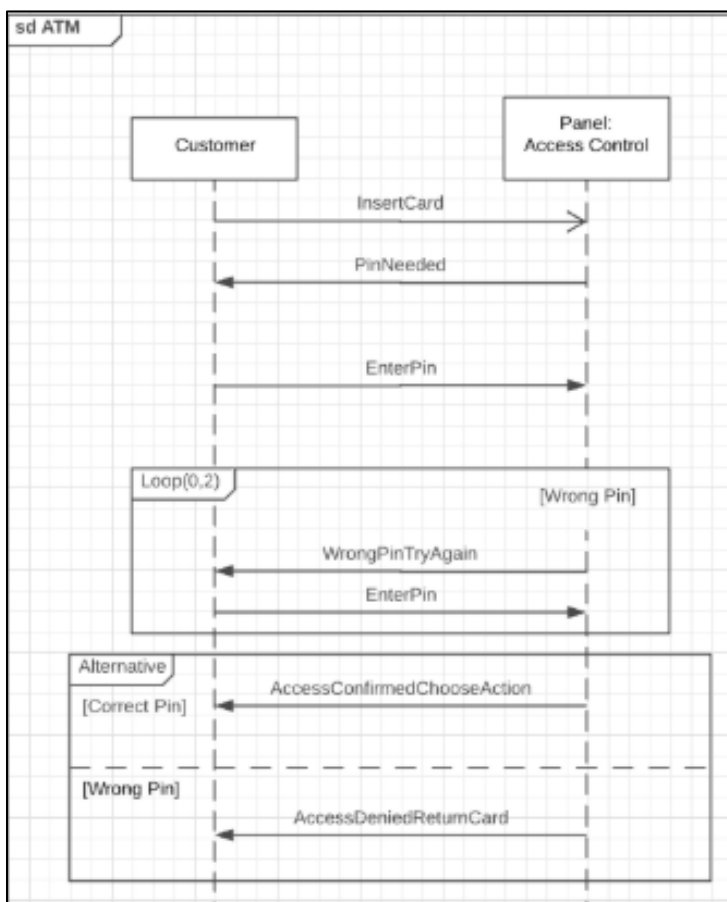 sd ATM
Customer
Panel:
Access Control
InsertCard
PinNeeded
EnterPin
Loop(0,2)
[Wrong Pin]
WrongPinTryAgain
EnterPin
Alternative
[Correct Pin]
AccessConfirmedChooseAction
[Wrong Pin]
AccessDeniedReturnCard